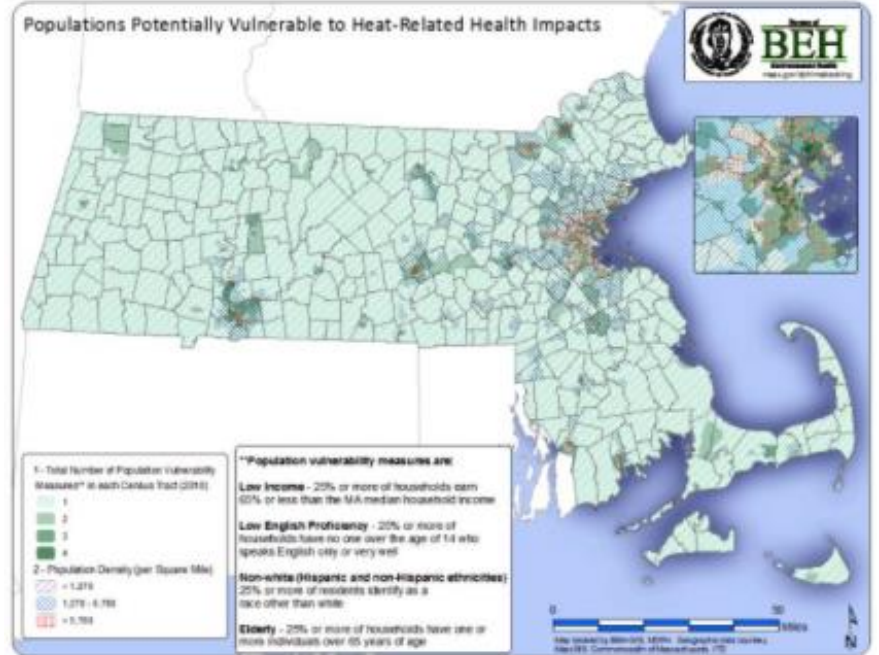 Populations Potentially Vulnerable to Heat-Related Health Impacts
Bureau of
BEH
Environmental Health
1 - Total Number of Population Vulnerability
Measures** in each Census Tract (2010)
1
2
3
4
2 - Population Density (per Square Mile)
**Population vulnerability measures are:
Low Income - 25% or more of households earn
65% or less than the MA median household income
Low English Proficiency - 25% or more of
households have no one over the age of 14 who
speaks English only or very well
Non-white (Hispanic and non-Hispanic ethnicities)
25% or more of residents identify as a
race other than white
Elderly - 25% or more of households have one or
more individuals over 65 years of age
0
Miles
N